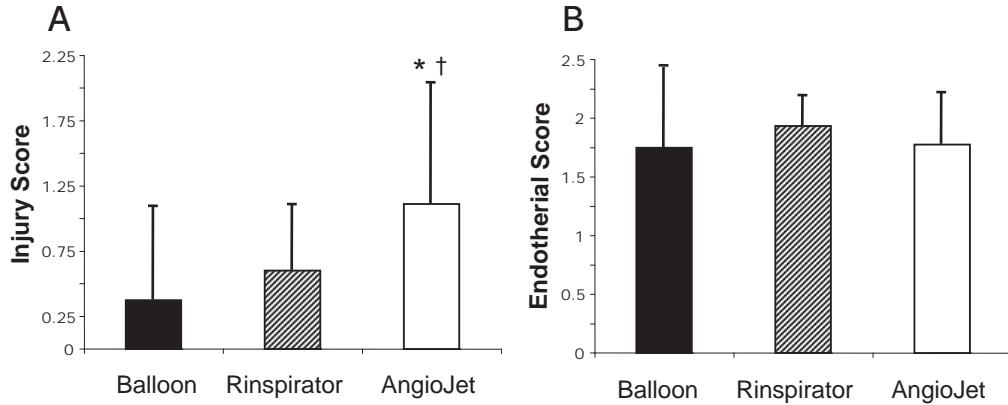 A
Injury Score
2.25
1.75
1.25
0.75
0.25
0
* †
Balloon Rinspirator AngioJet
B
Endotherial Score
2.5
2
1.5
1
0.5
0
Balloon Rinspirator AngioJet